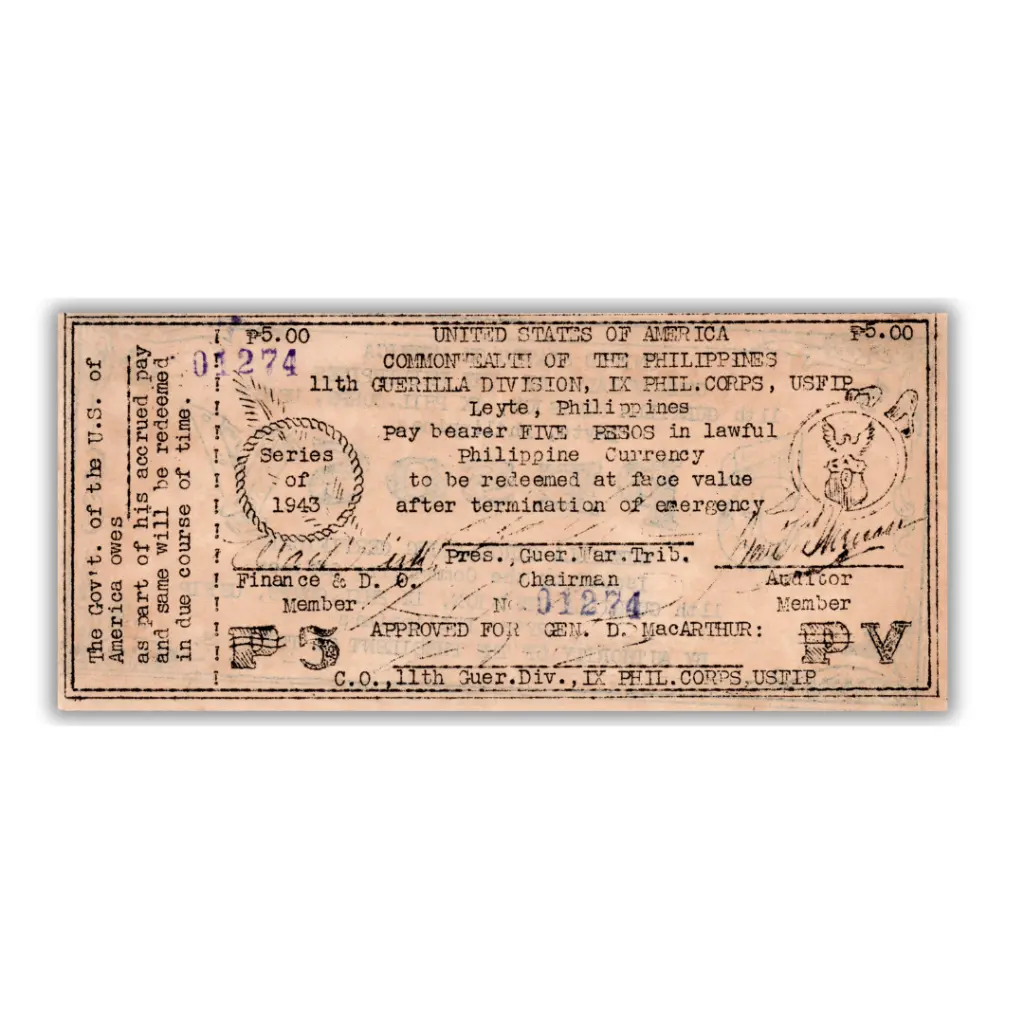 The Gov't. of the U.S. of
America owes
as part of his accrued pay
and same will be redeemed
in due course of time.
₱5.00
₱5.00
01274
UNITED STATES OF AMERICA
COMMONWEALTH OF THE PHILIPPINES
11th GUERILLA DIVISION, IX PHIL.CORPS, USFIP
Leyte, Philippines
Pay bearer FIVE PESOS in lawful
Philippine Currency
to be redeemed at face value
after termination of emergency
Series
of
1943
Pres.,Guer.War.Trib.
Finance & D. O.
Chairman
Auditor
Member
No 01274
Member
APPROVED FOR GEN. D. MacARTHUR:
₱ 5
₱ V
C.O.,11th Guer.Div.,IX PHIL.CORPS,USFIP